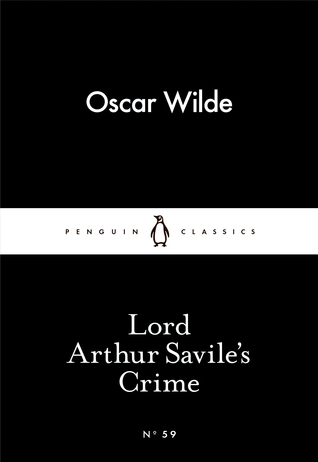 Oscar Wilde
PENGUIN CLASSICS
Lord
Arthur Savile's
Crime
Nº 59